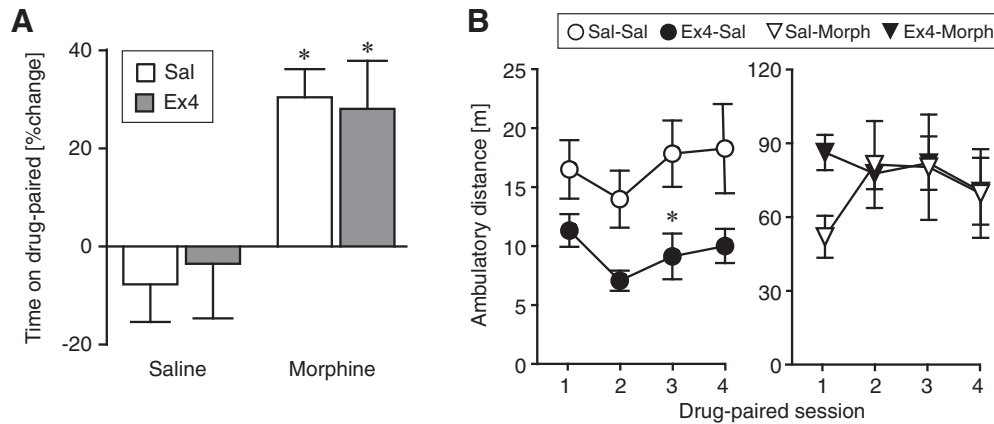 A
Time on drug-paired [%change]
40
20
0
-20
Sal
Ex4
*
*
Saline
Morphine
B
Sal-Sal Ex4-Sal Sal-Morph Ex4-Morph
Ambulatory distance [m]
25
20
15
10
5
0
*
1 2 3 4
120
90
60
30
0
1 2 3 4
Drug-paired session